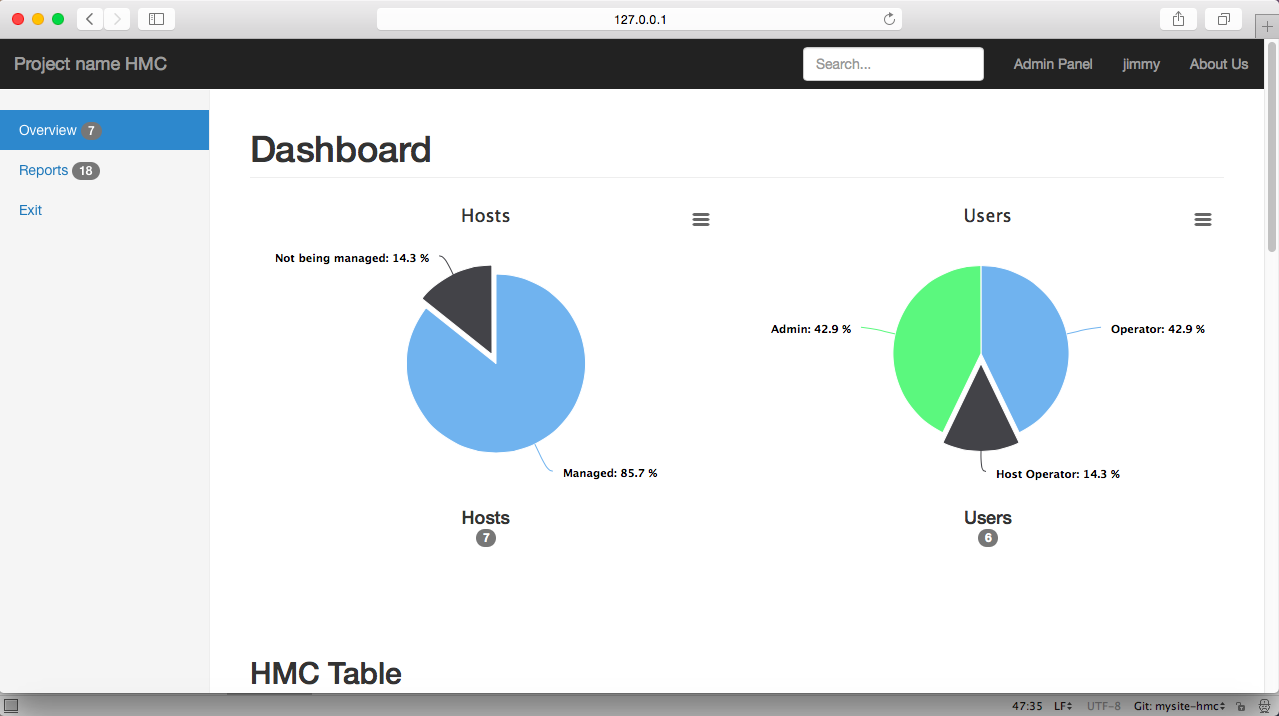 127.0.0.1
Project name HMC
Search...
Admin Panel
jimmy
About Us
Overview 7
Reports 18
Exit
Dashboard
Hosts
Not being managed: 14.3 %
Managed: 85.7 %
Hosts
7
Users
Admin: 42.9 %
Operator: 42.9 %
Host Operator: 14.3 %
Users
6
HMC Table
47:35 LF÷ UTF-8 Git: mysite-hmc÷